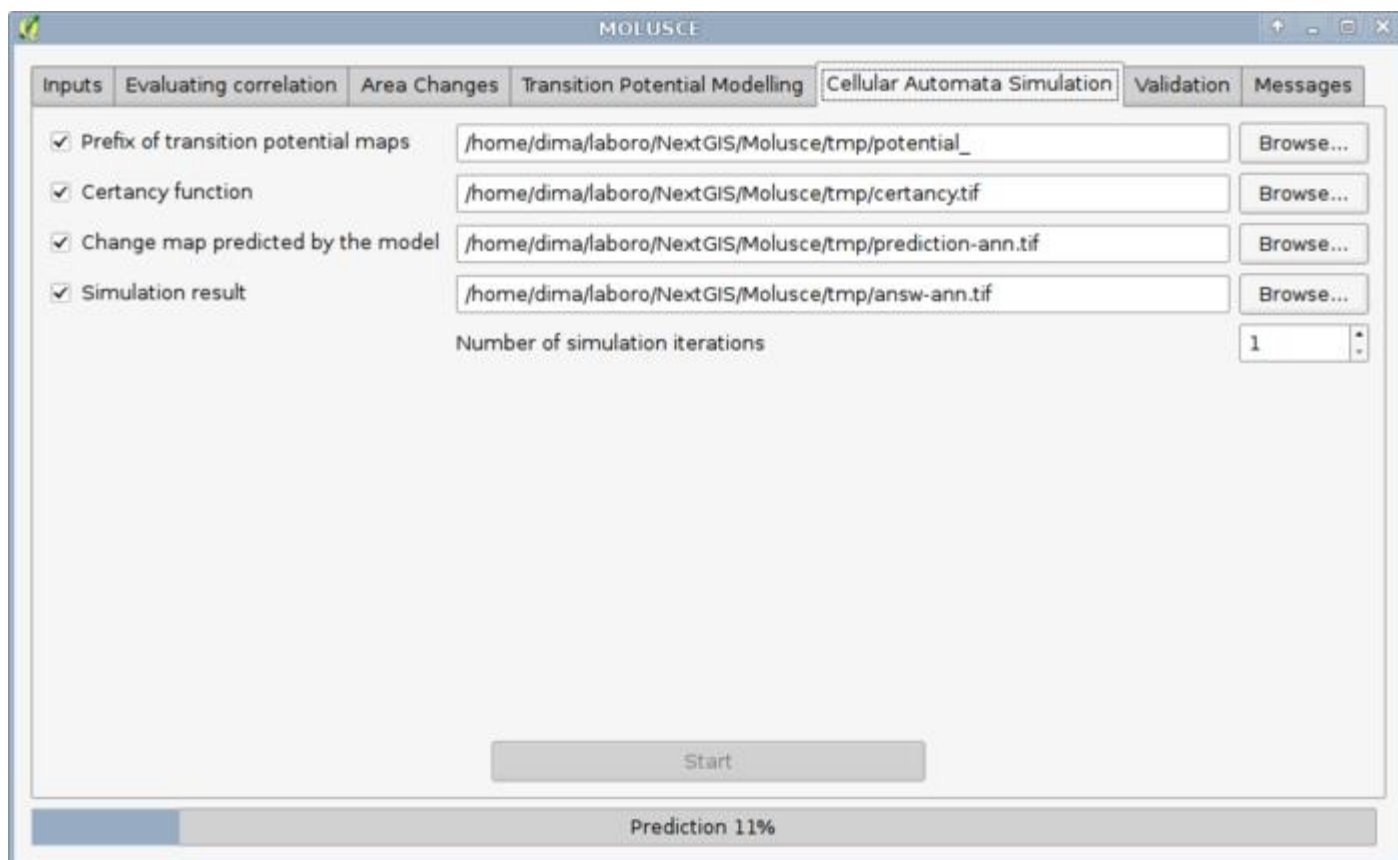 MOLUSCE
Inputs Evaluating correlation Area Changes Transition Potential Modelling Cellular Automata Simulation Validation Messages
Prefix of transition potential maps /home/dima/laboro/NextGIS/Molusce/tmp/potential_ Browse...
Certancy function /home/dima/laboro/NextGIS/Molusce/tmp/certancy.tif Browse...
Change map predicted by the model /home/dima/laboro/NextGIS/Molusce/tmp/prediction-ann.tif Browse...
Simulation result /home/dima/laboro/NextGIS/Molusce/tmp/answ-ann.tif Browse...
Number of simulation iterations 1
Start
Prediction 11%